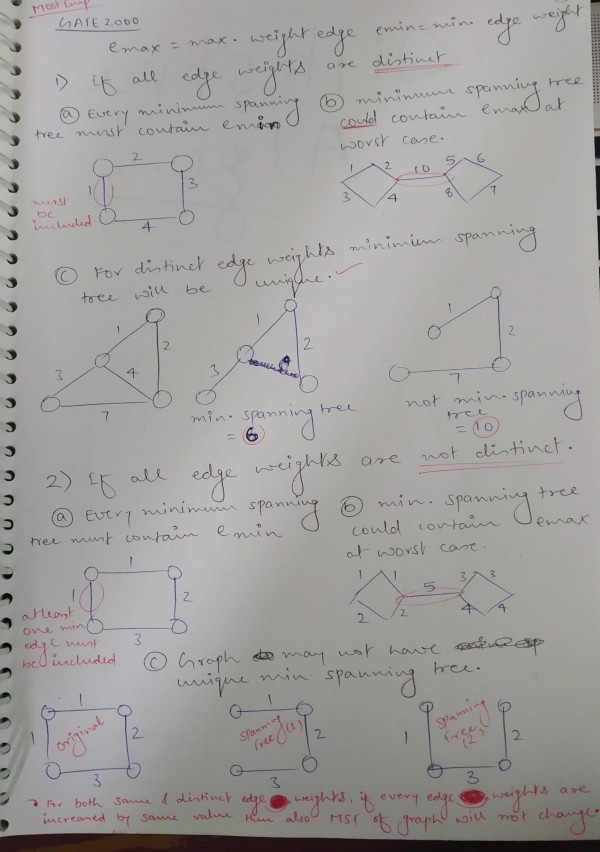 Most Imp
GATE 2000
emax = max. weight edge emin = min. edge weight
1) If all edge weights are distinct
(a) Every minimum spanning
tree must contain emin
(b) minimum spanning tree
could contain emax at
worst case.
2
1
3
4
must
be
included
1 2 10 5 6
3 4 8 7
(c) For distinct edge weights minimum spanning
tree will be unique. ✓
1
2
3
4
7
1
2
3
min. spanning tree
= 6
1
2
7
not min. spanning
tree
= 10
2) If all edge weights are not distinct.
(a) Every minimum spanning
tree must contain emin
(b) min. spanning tree
could contain emax
at worst case.
1
1
2
3
atleast
one min
edge must
be included
1 1 5 3 3
2 2 4 4
(c) Graph may not have
unique min spanning tree.
1
1
original
2
3
1
spanning
tree (1)
2
3
1
spanning
tree
(2)
2
3
→ For both same & distinct edge weights, if every edge weights are
increased by same value then also MST of graph will not change.